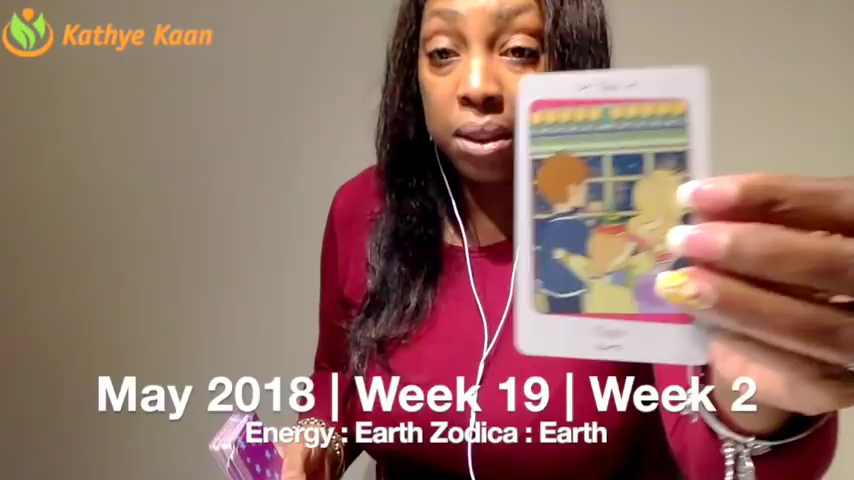 Kathye Kaan
May 2018 | Week 19 | Week 2
Energy : Earth Zodica : Earth